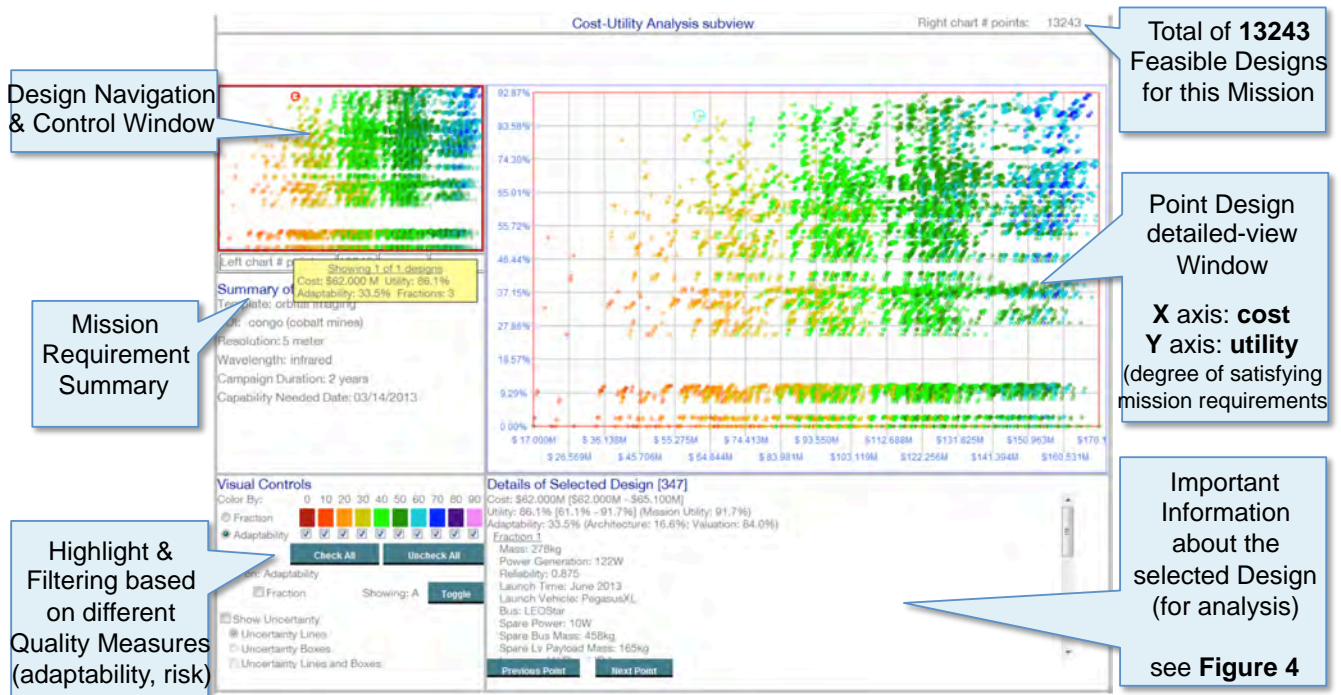 Cost-Utility Analysis subview
Right chart # points: 13243
Total of 13243
Feasible Designs
for this Mission
Design Navigation
& Control Window
92.87%
83.58%
74.30%
65.01%
55.72%
46.44%
37.15%
27.86%
18.57%
9.29%
0.00%
$ 17.000M $ 36.138M $ 55.275M $ 74.413M $ 93.550M $112.688M $131.825M $150.963M
$ 26.569M $ 45.706M $ 64.844M $ 83.981M $103.119M $122.256M $141.394M $160.531M
Point Design
detailed-view
Window
X axis: cost
Y axis: utility
(degree of satisfying
mission requirements
Left chart #
Showing 1 of 1 designs
Cost: $62.000 M Utility: 86.1%
Adaptability: 33.5% Fractions: 3
Summary of
Template: orbital imaging
congo (cobalt mines)
Resolution: 5 meter
Wavelength: infrared
Campaign Duration: 2 years
Capability Needed Date: 03/14/2013
Mission
Requirement
Summary
Visual Controls
Color By: 0 10 20 30 40 50 60 70 80 90
Fraction
Adaptability
Check All Uncheck All
on: Adaptability
Fraction Showing: A Toggle
Show Uncertainty
Uncertainty Lines
Uncertainty Boxes
Uncertainty Lines and Boxes
Highlight &
Filtering based
on different
Quality Measures
(adaptability, risk)
Details of Selected Design [347]
Cost: $62.000M [$62.000M - $65.100M]
Utility: 86.1% [61.1% - 91.7%] (Mission Utility: 91.7%)
Adaptability: 33.5% (Architecture: 16.6%; Valuation: 84.0%)
Fraction 1
Mass: 278kg
Power Generation: 122W
Reliability: 0.875
Launch Time: June 2013
Launch Vehicle: PegasusXL
Bus: LEOStar
Spare Power: 10W
Spare Bus Mass: 458kg
Spare Lv Payload Mass: 165kg
Previous Point Next Point
Important
Information
about the
selected Design
(for analysis)
see Figure 4